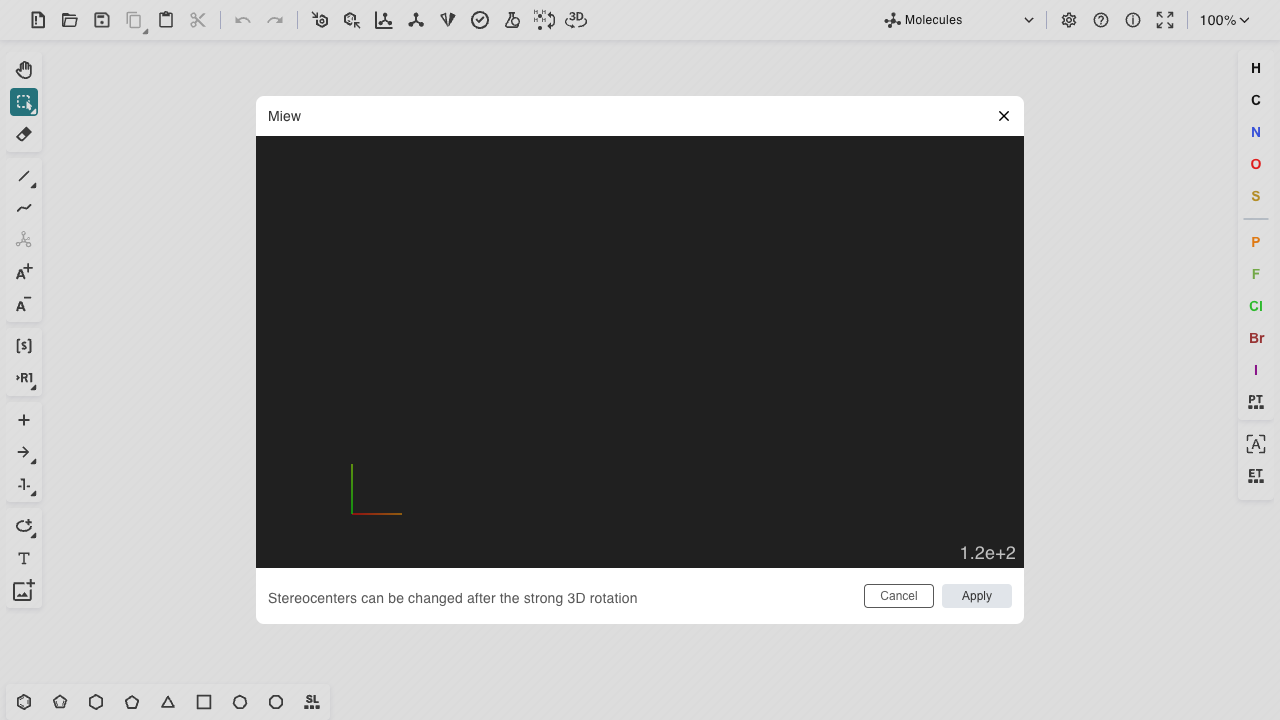 3D
Molecules
100%
Miew
H
C
N
O
S
P
F
Cl
Br
I
PT
A
ET
A+
A-
[s]
R1
T
1.2e+2
Stereocenters can be changed after the strong 3D rotation
Cancel
Apply
SL